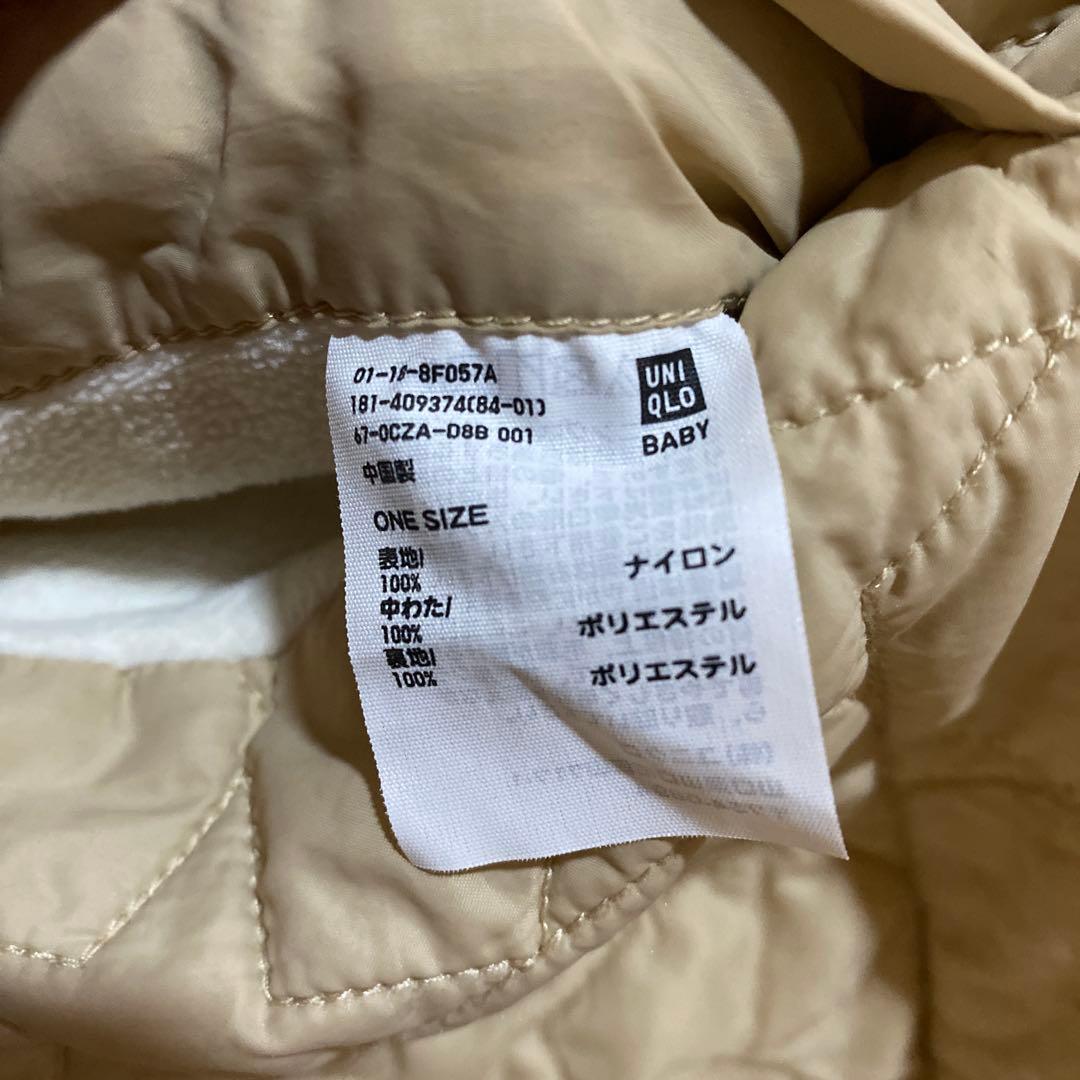 01-18-8F057A
181-409374(84-01)
67-0CZA-D8B 001
UNI
QLO
BABY
中国製
ONE SIZE
表地/ ナイロン
100%
中わた/ ポリエステル
100%
裏地/ ポリエステル
100%